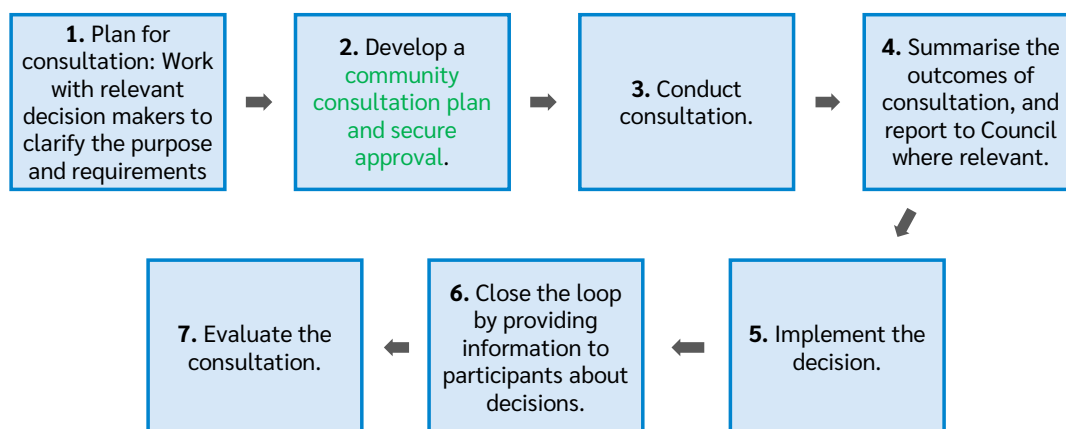 1. Plan for
consultation: Work
with relevant
decision makers to
clarify the purpose
and requirements
2. Develop a
community
consultation plan
and secure
approval.
3. Conduct
consultation.
4. Summarise the
outcomes of
consultation, and
report to Council
where relevant.
5. Implement the
decision.
6. Close the loop
by providing
information to
participants about
decisions.
7. Evaluate the
consultation.